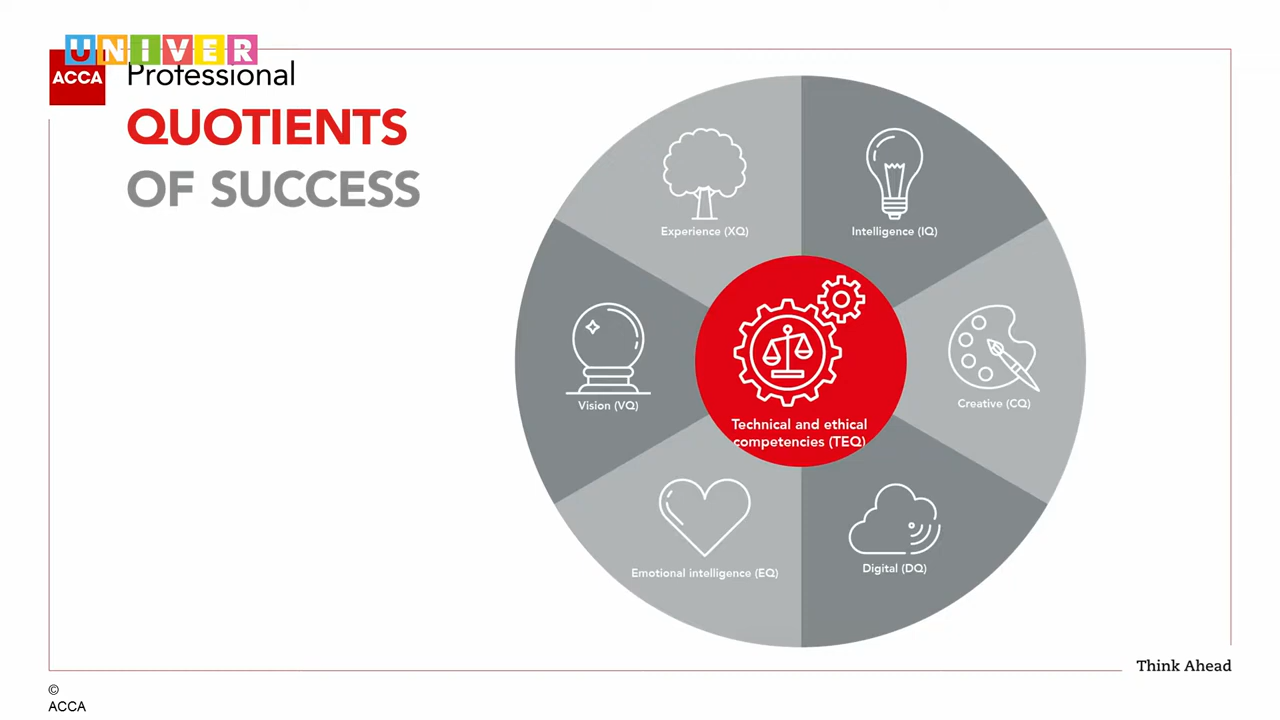 UNIVER
ACCA
Professional
QUOTIENTS
OF SUCCESS
Experience (XQ)
Intelligence (IQ)
Vision (VQ)
Creative (CQ)
Technical and ethical
competencies (TEQ)
Emotional intelligence (EQ)
Digital (DQ)
Think Ahead
©
ACCA